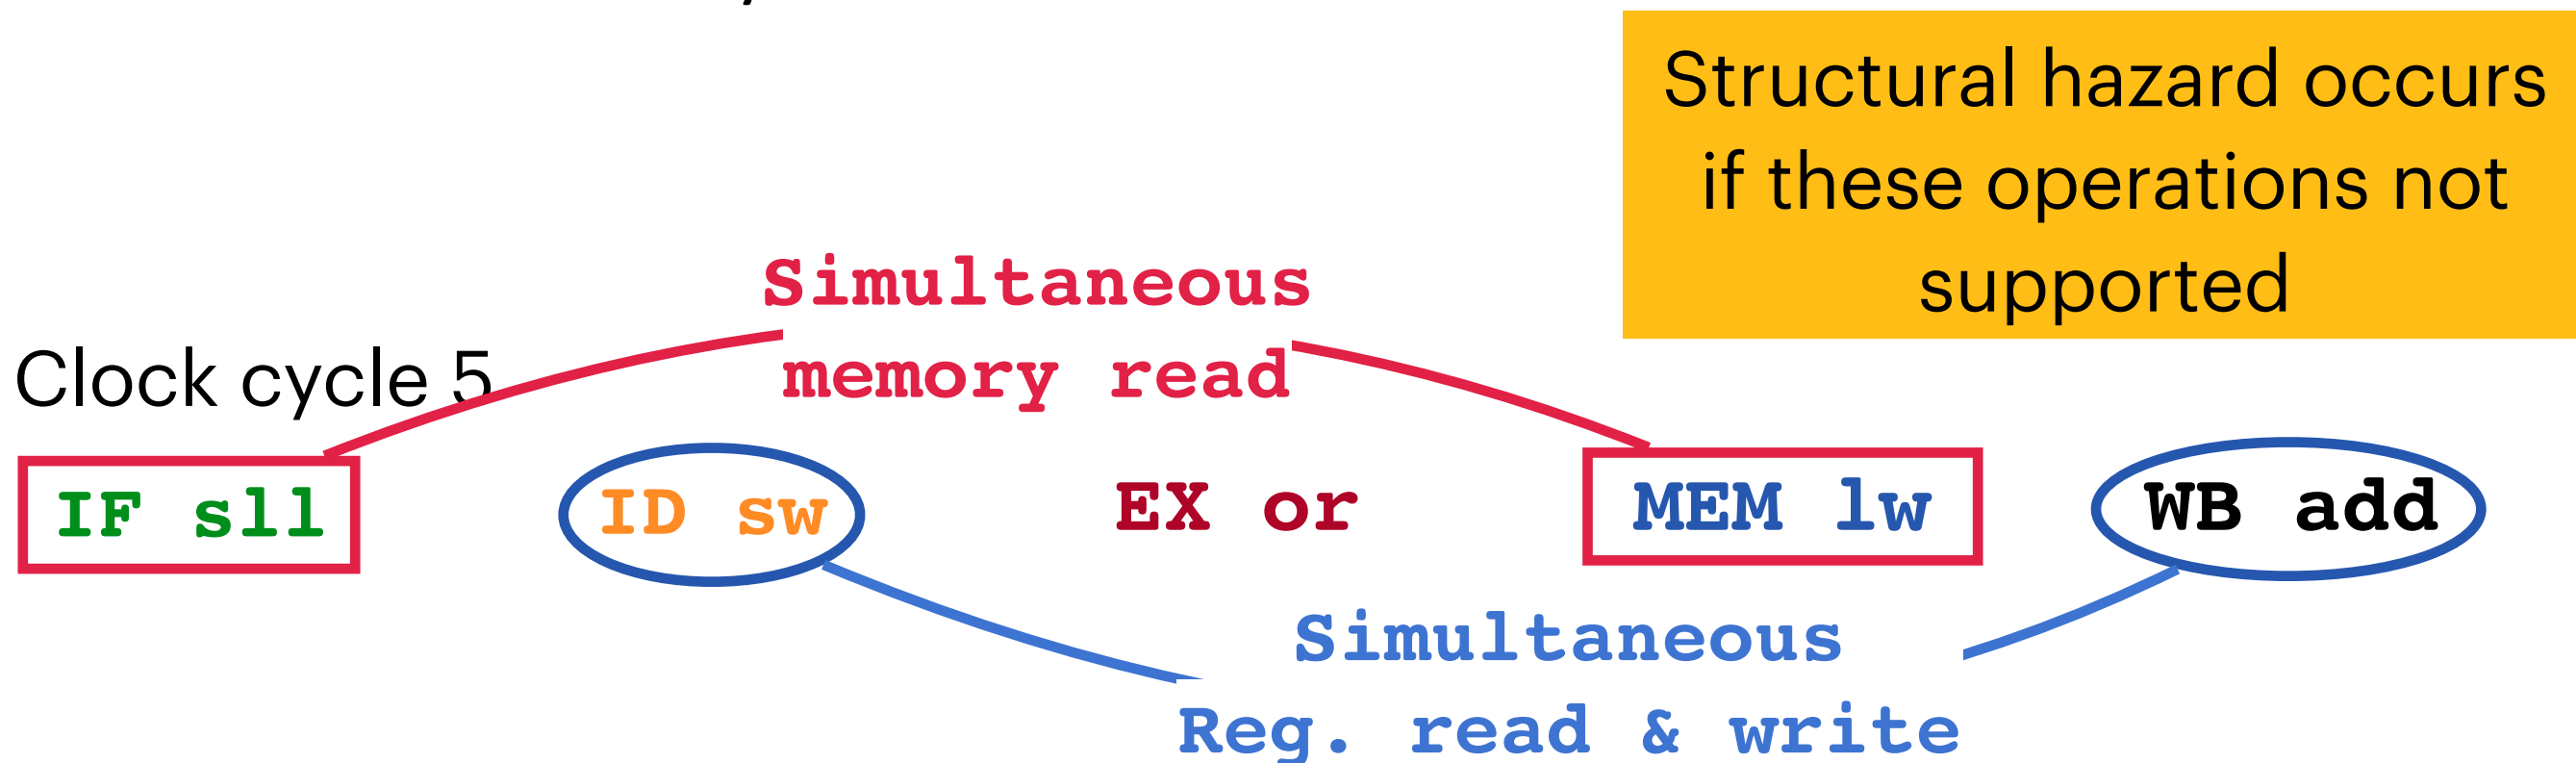 Structural hazard occurs
if these operations not
supported
Simultaneous
memory read
Clock cycle 5
IF sll
ID sw
EX or
MEM lw
WB add
Simultaneous
Reg. read & write